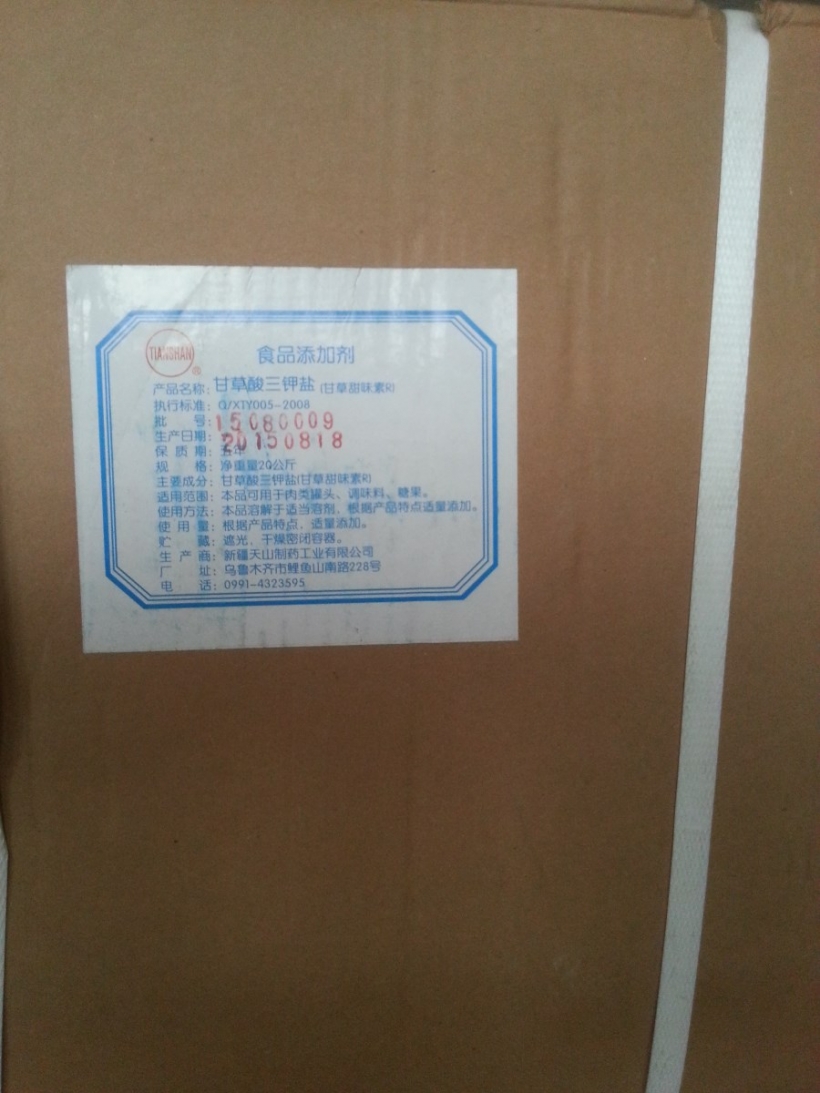 TIANSHAN
®
食品添加剂
产品名称: 甘草酸三钾盐 (甘草甜味素R)
执行标准: Q/XTY005-2008
批 号: 15080009
生产日期: 20150818
保 质 期: 五年
规 格: 净重量20公斤
主要成分: 甘草酸三钾盐(甘草甜味素R)
适用范围: 本品可用于肉类罐头、调味料、糖果。
使用方法: 本品溶解于适当溶剂, 根据产品特点适量添加。
使 用 量: 根据产品特点, 适量添加。
贮 藏: 遮光, 干燥密闭容器。
生 产 商: 新疆天山制药工业有限公司
厂 址: 乌鲁木齐市鲤鱼山南路228号
电 话: 0991-4323595